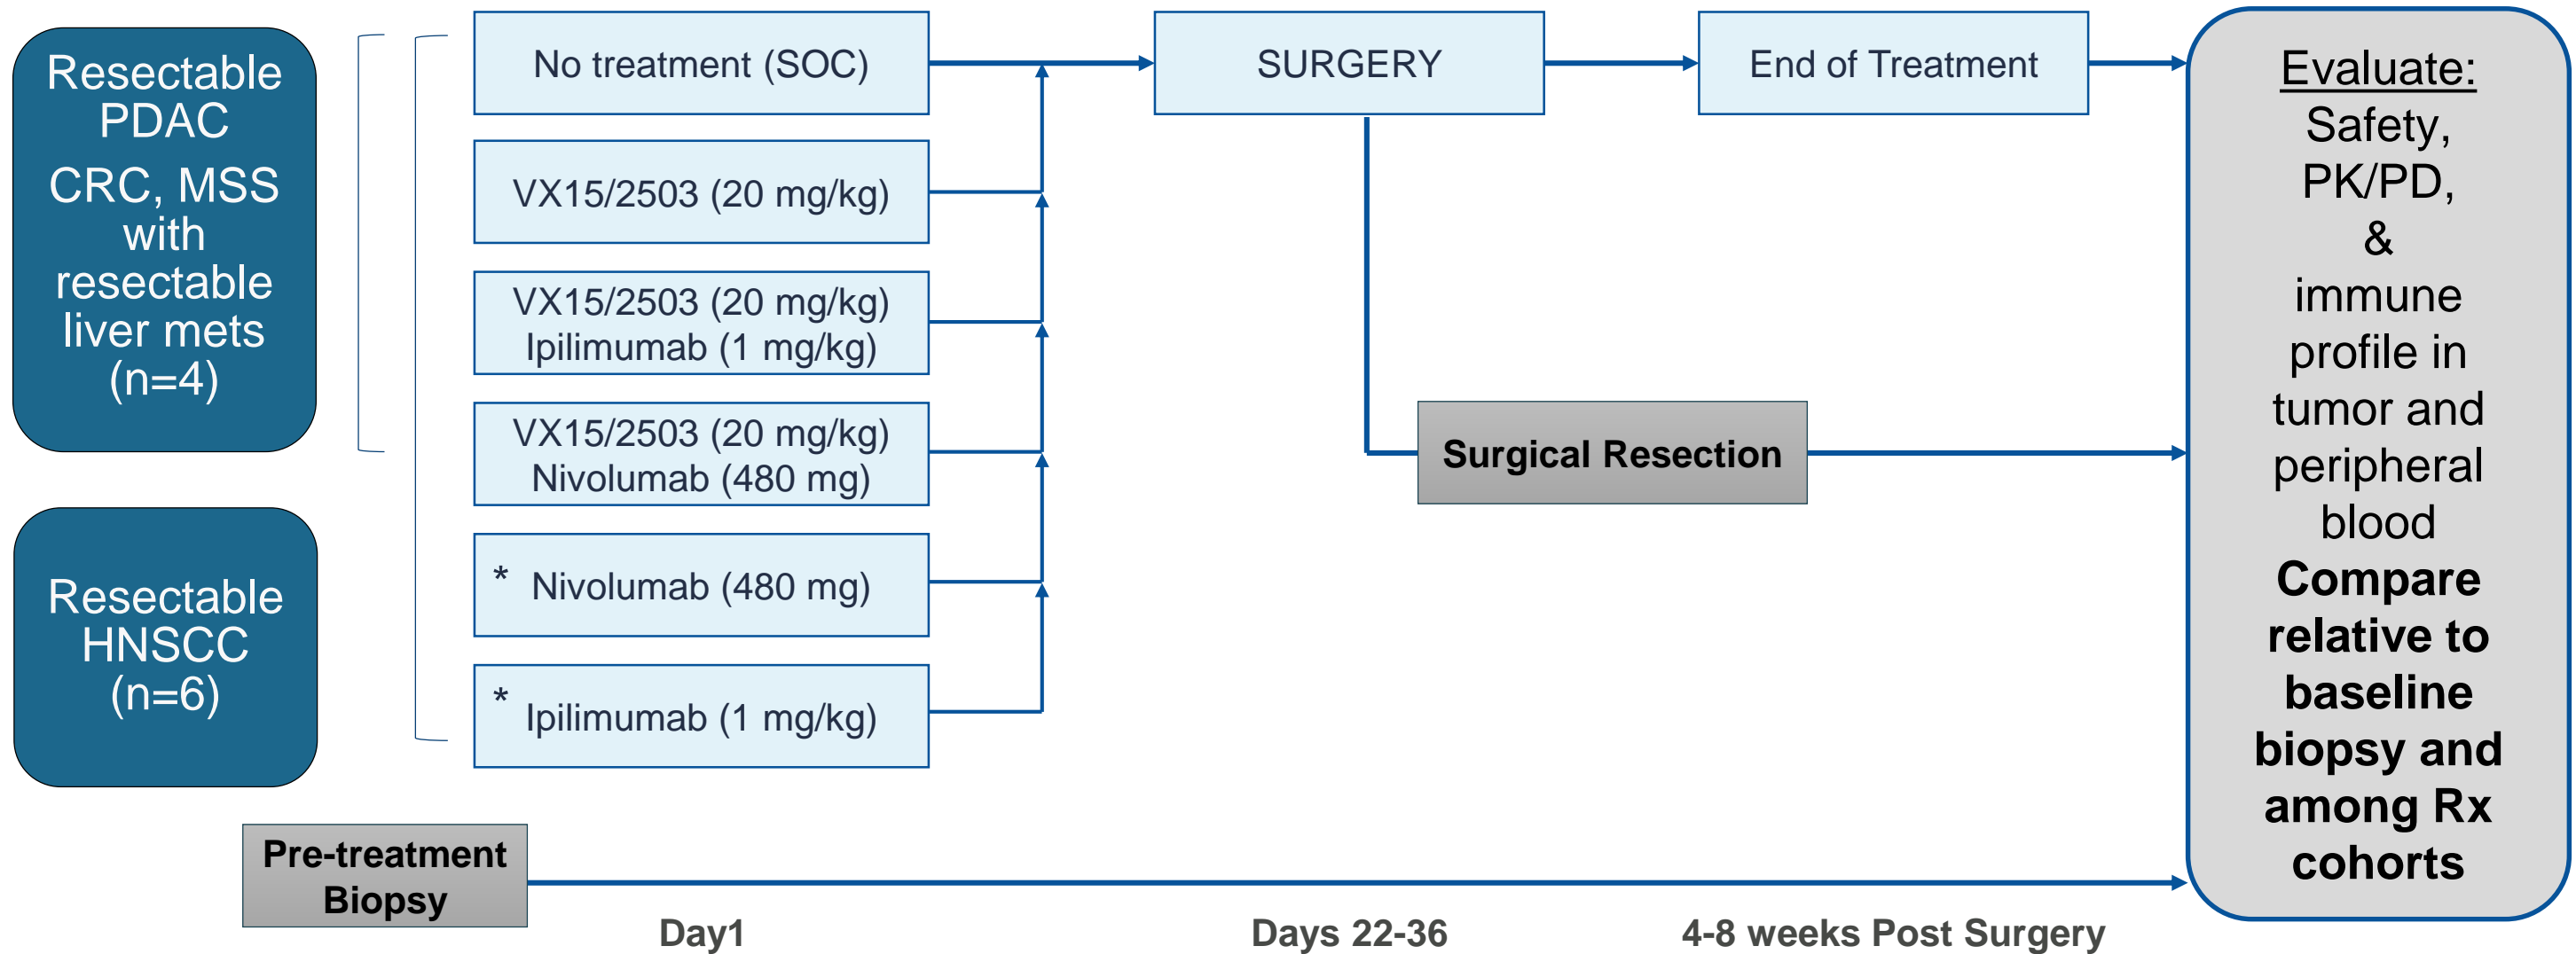 Resectable
PDAC
CRC, MSS
with
resectable
liver mets
(n=4)
Resectable
HNSCC
(n=6)
No treatment (SOC)
VX15/2503 (20 mg/kg)
VX15/2503 (20 mg/kg)
Ipilimumab (1 mg/kg)
VX15/2503 (20 mg/kg)
Nivolumab (480 mg)
* Nivolumab (480 mg)
* Ipilimumab (1 mg/kg)
SURGERY
End of Treatment
Surgical Resection
Evaluate:
Safety,
PK/PD,
&
immune
profile in
tumor and
peripheral
blood
Compare
relative to
baseline
biopsy and
among Rx
cohorts
Pre-treatment
Biopsy
Day1
Days 22-36
4-8 weeks Post Surgery